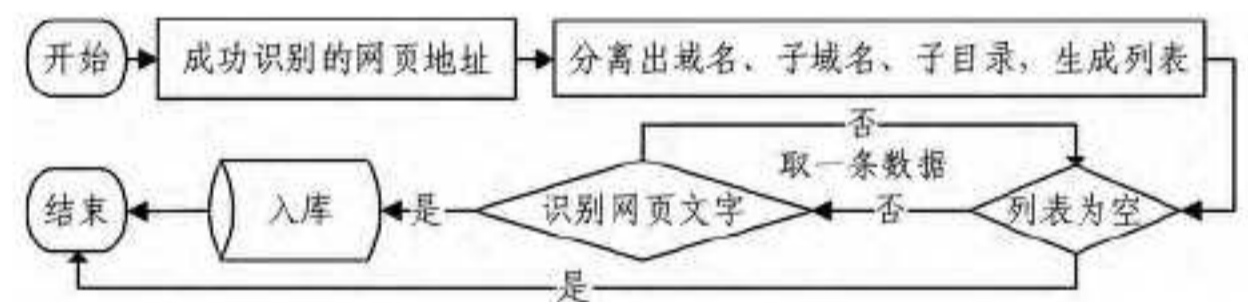 开始
成功识别的网页地址
分离出域名、子域名、子目录，生成列表
否
取一条数据
结束
入库
是
识别网页文字
否
列表为空
是